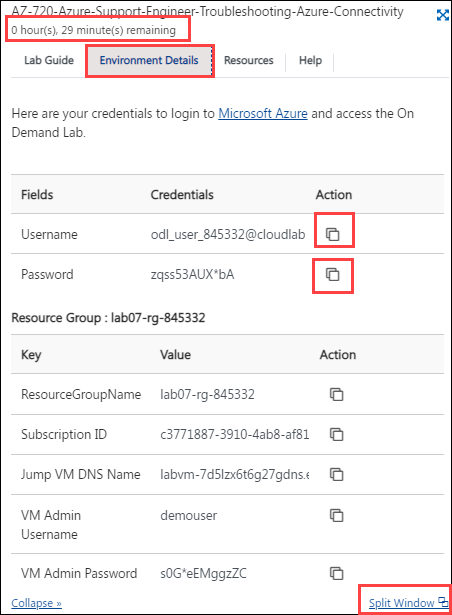 AZ-720-Azure-Support-Engineer-Troubleshooting-Azure-Connectivity
0 hour(s), 29 minute(s) remaining
Lab Guide Environment Details Resources Help
Here are your credentials to login to Microsoft Azure and access the On
Demand Lab.
Fields Credentials Action
Username odl_user_845332@cloudlab
Password zqss53AUX*bA
Resource Group : lab07-rg-845332
Key Value Action
ResourceGroupName lab07-rg-845332
Subscription ID c3771887-3910-4ab8-af81
Jump VM DNS Name labvm-7d5lzx6t6g27gdns.e
VM Admin
Username
demouser
VM Admin Password s0G*eEMggzZC
Collapse » Split Window